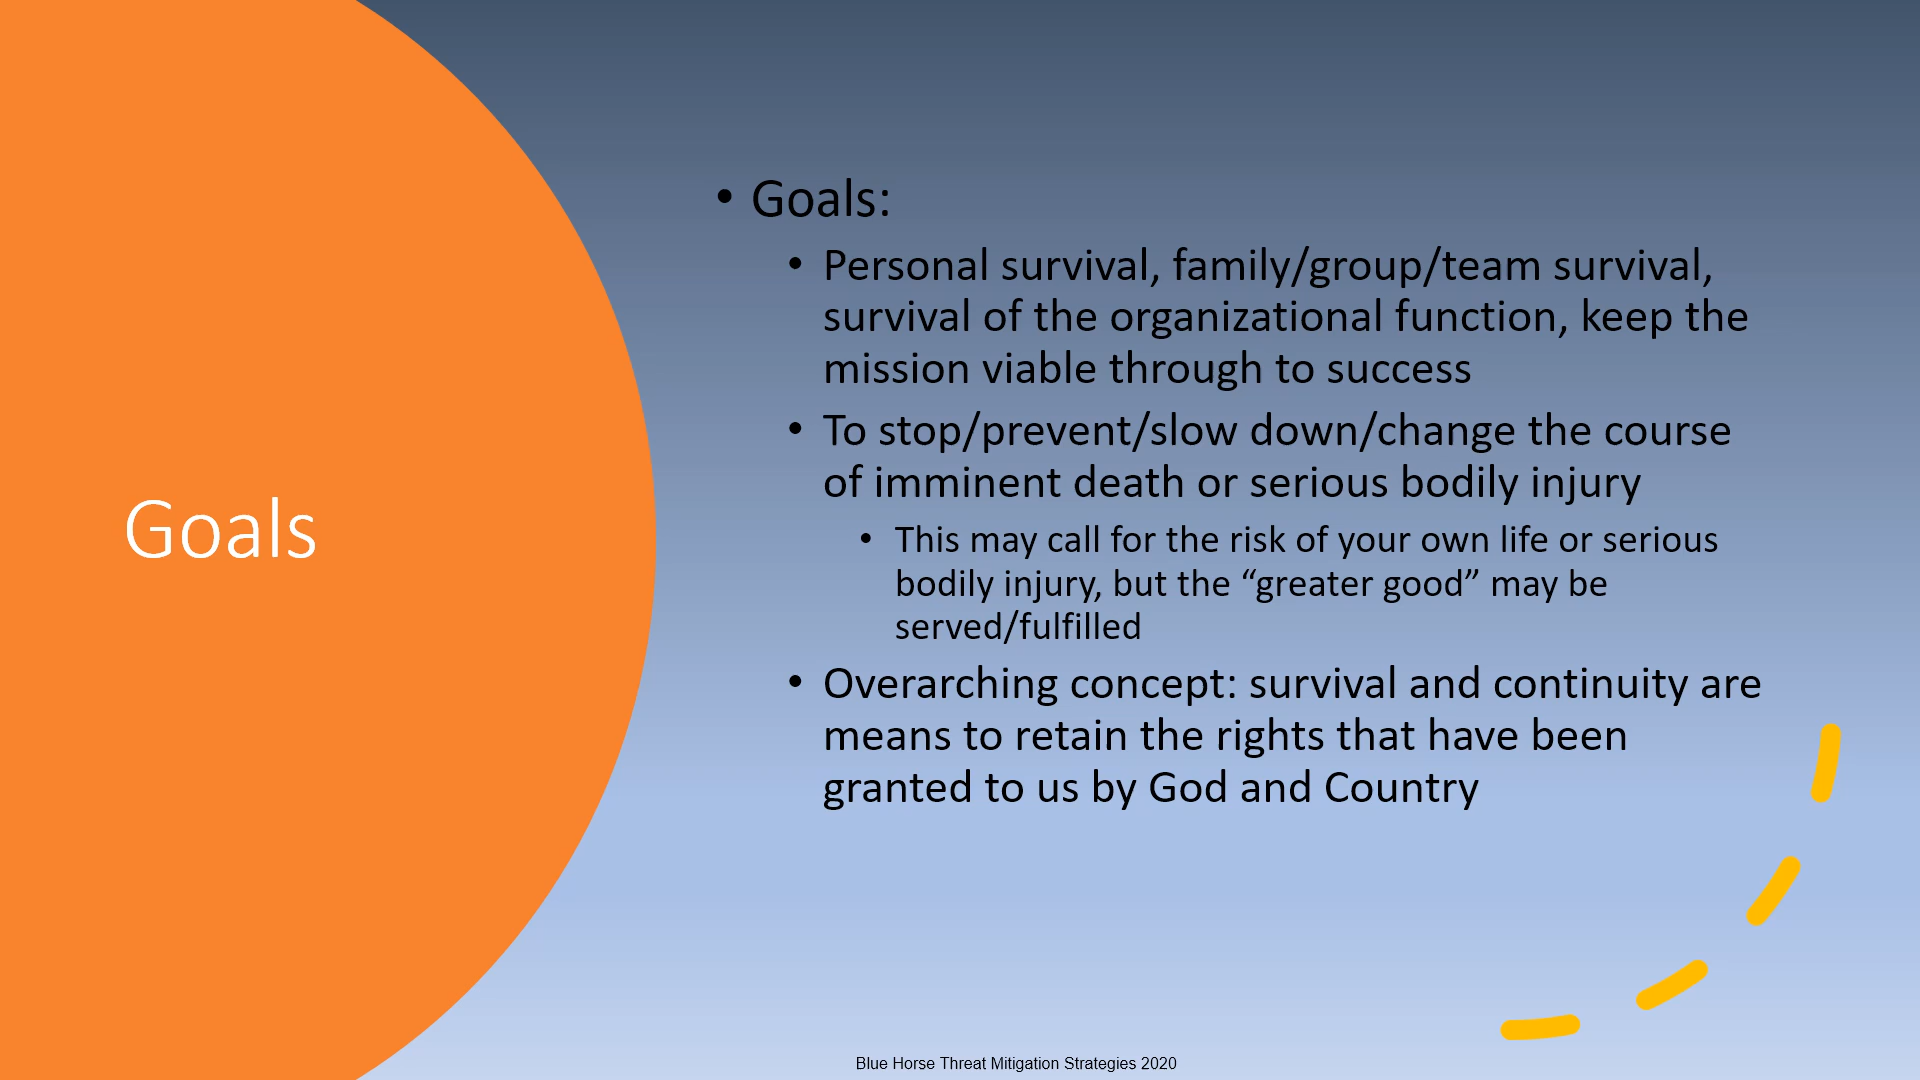 Goals
• Goals:
• Personal survival, family/group/team survival,
survival of the organizational function, keep the
mission viable through to success
• To stop/prevent/slow down/change the course
of imminent death or serious bodily injury
• This may call for the risk of your own life or serious
bodily injury, but the “greater good” may be
served/fulfilled
• Overarching concept: survival and continuity are
means to retain the rights that have been
granted to us by God and Country
Blue Horse Threat Mitigation Strategies 2020